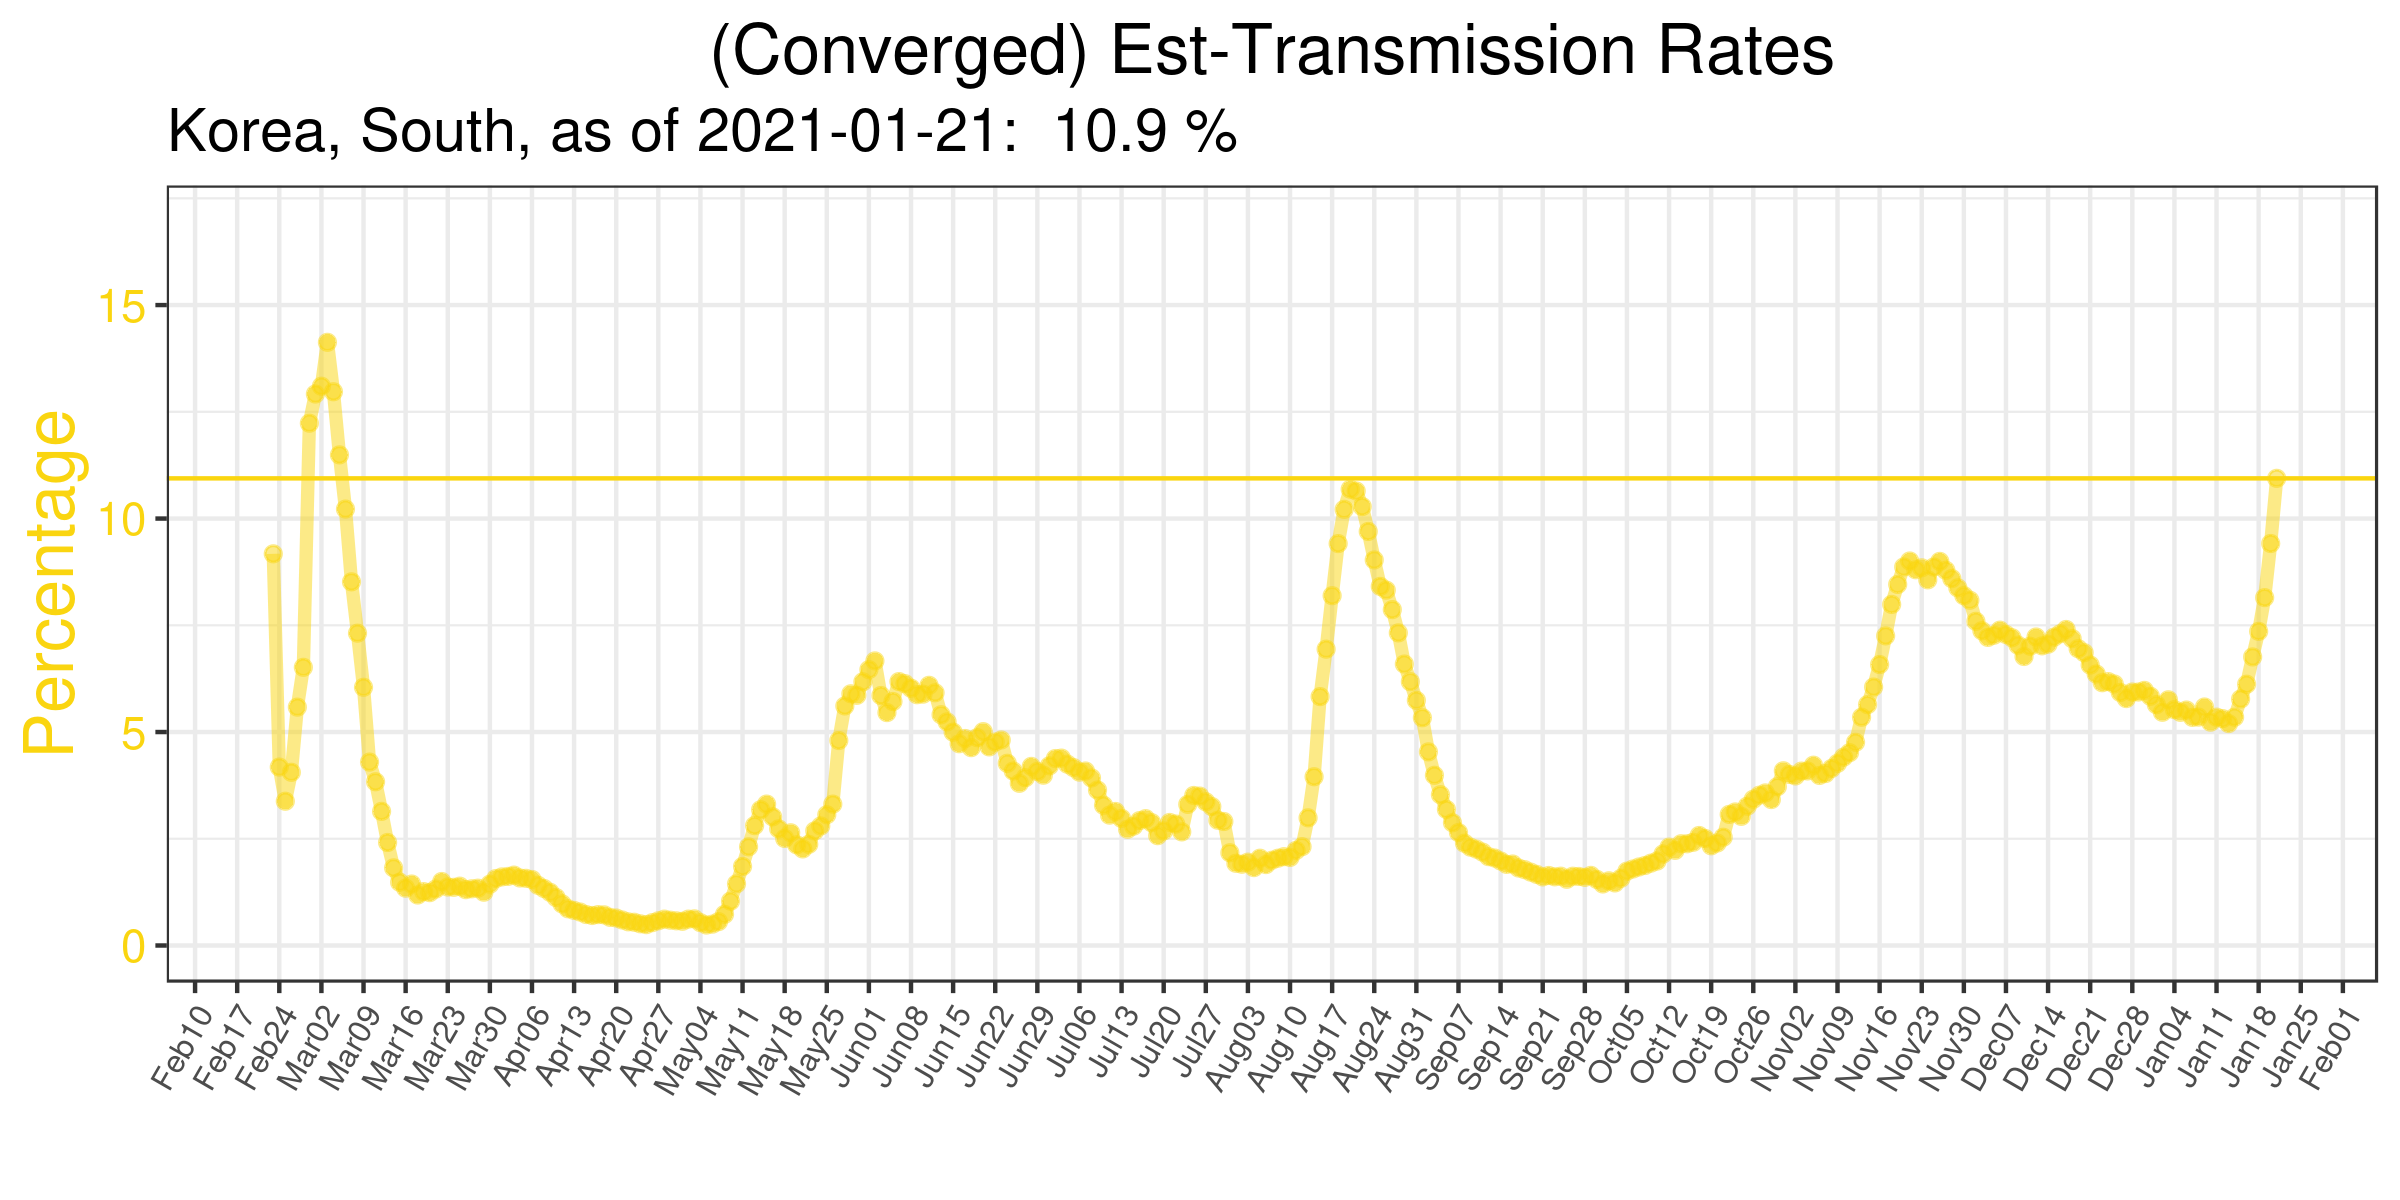 (Converged) Est-Transmission Rates
Korea, South, as of 2021-01-21:  10.9 %
Percentage
15
10
5
0
Feb10
Feb17
Feb24
Mar02
Mar09
Mar16
Mar23
Mar30
Apr06
Apr13
Apr20
Apr27
May04
May11
May18
May25
Jun01
Jun08
Jun15
Jun22
Jun29
Jul06
Jul13
Jul20
Jul27
Aug03
Aug10
Aug17
Aug24
Aug31
Sep07
Sep14
Sep21
Sep28
Oct05
Oct12
Oct19
Oct26
Nov02
Nov09
Nov16
Nov23
Nov30
Dec07
Dec14
Dec21
Dec28
Jan04
Jan11
Jan18
Jan25
Feb01